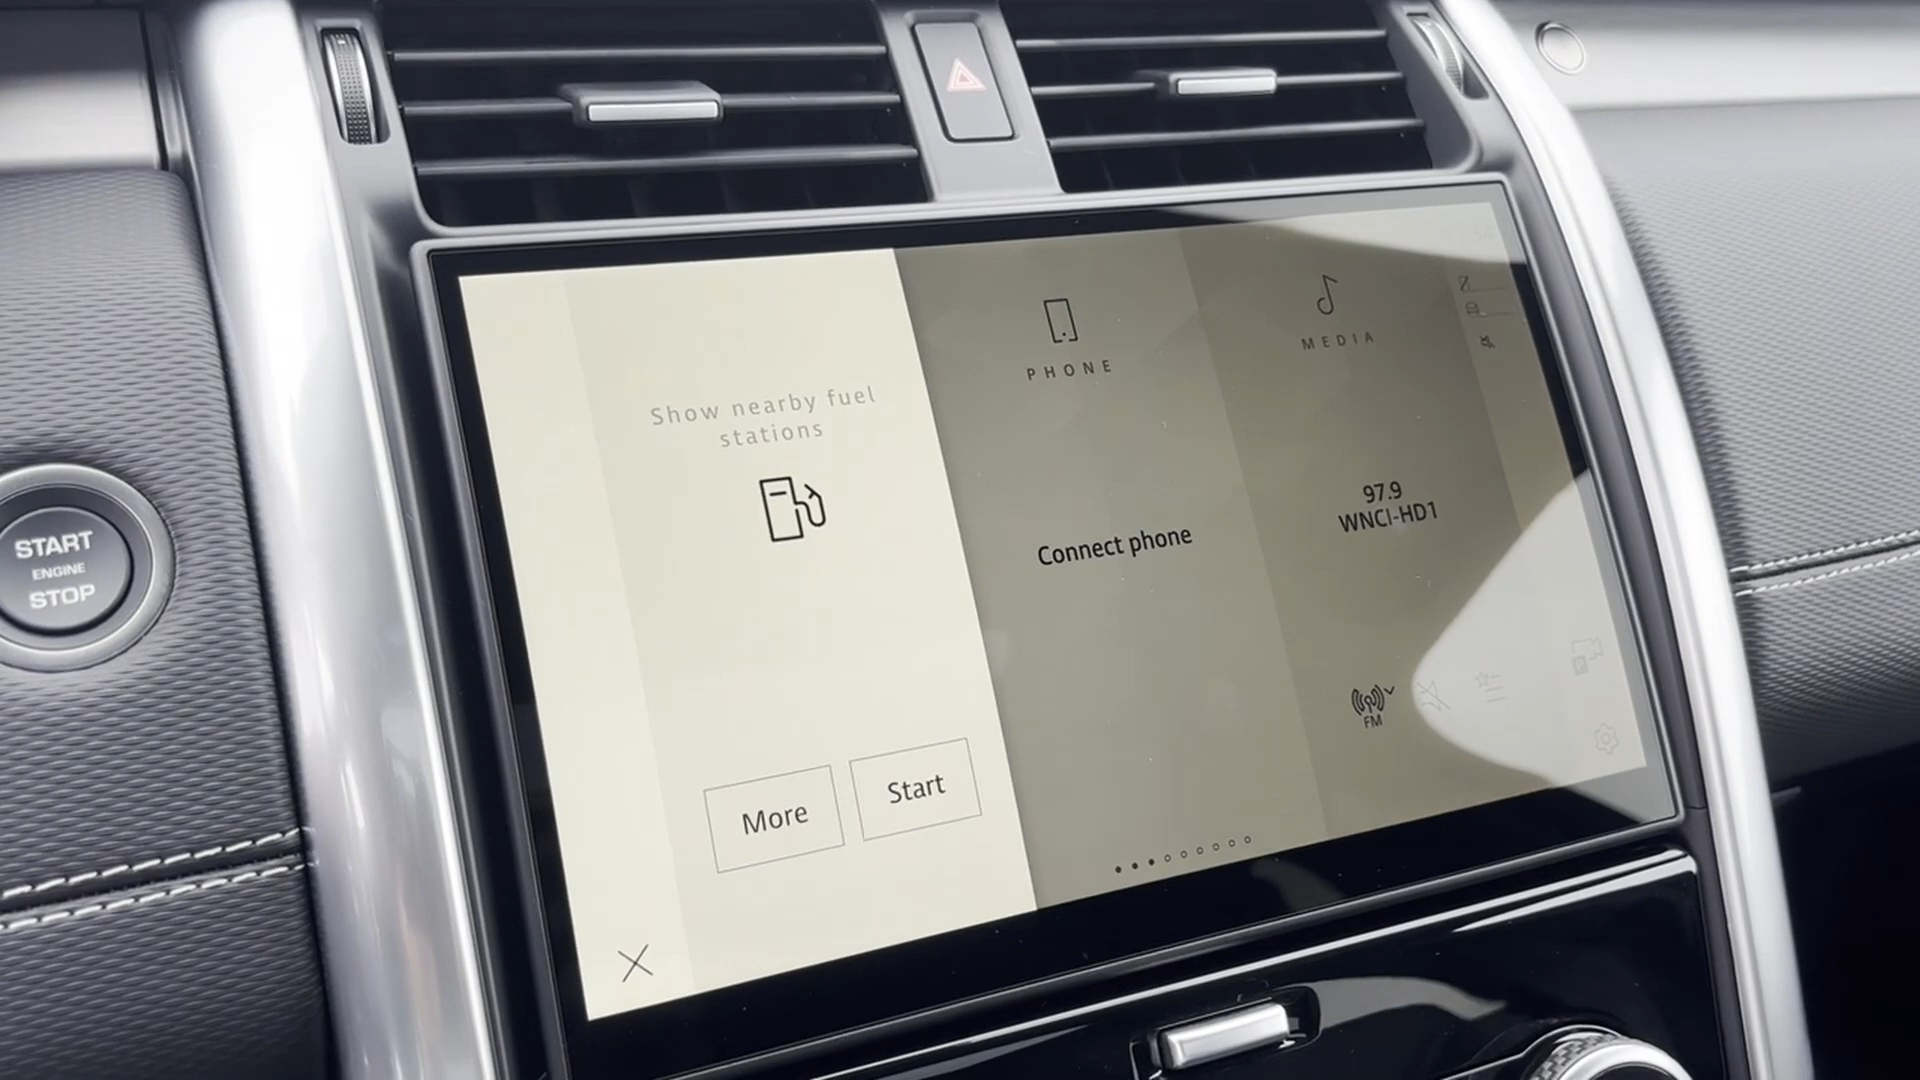 START
ENGINE
STOP
Show nearby fuel
stations
More
Start
PHONE
Connect phone
MEDIA
97.9
WNCI-HD1
FM